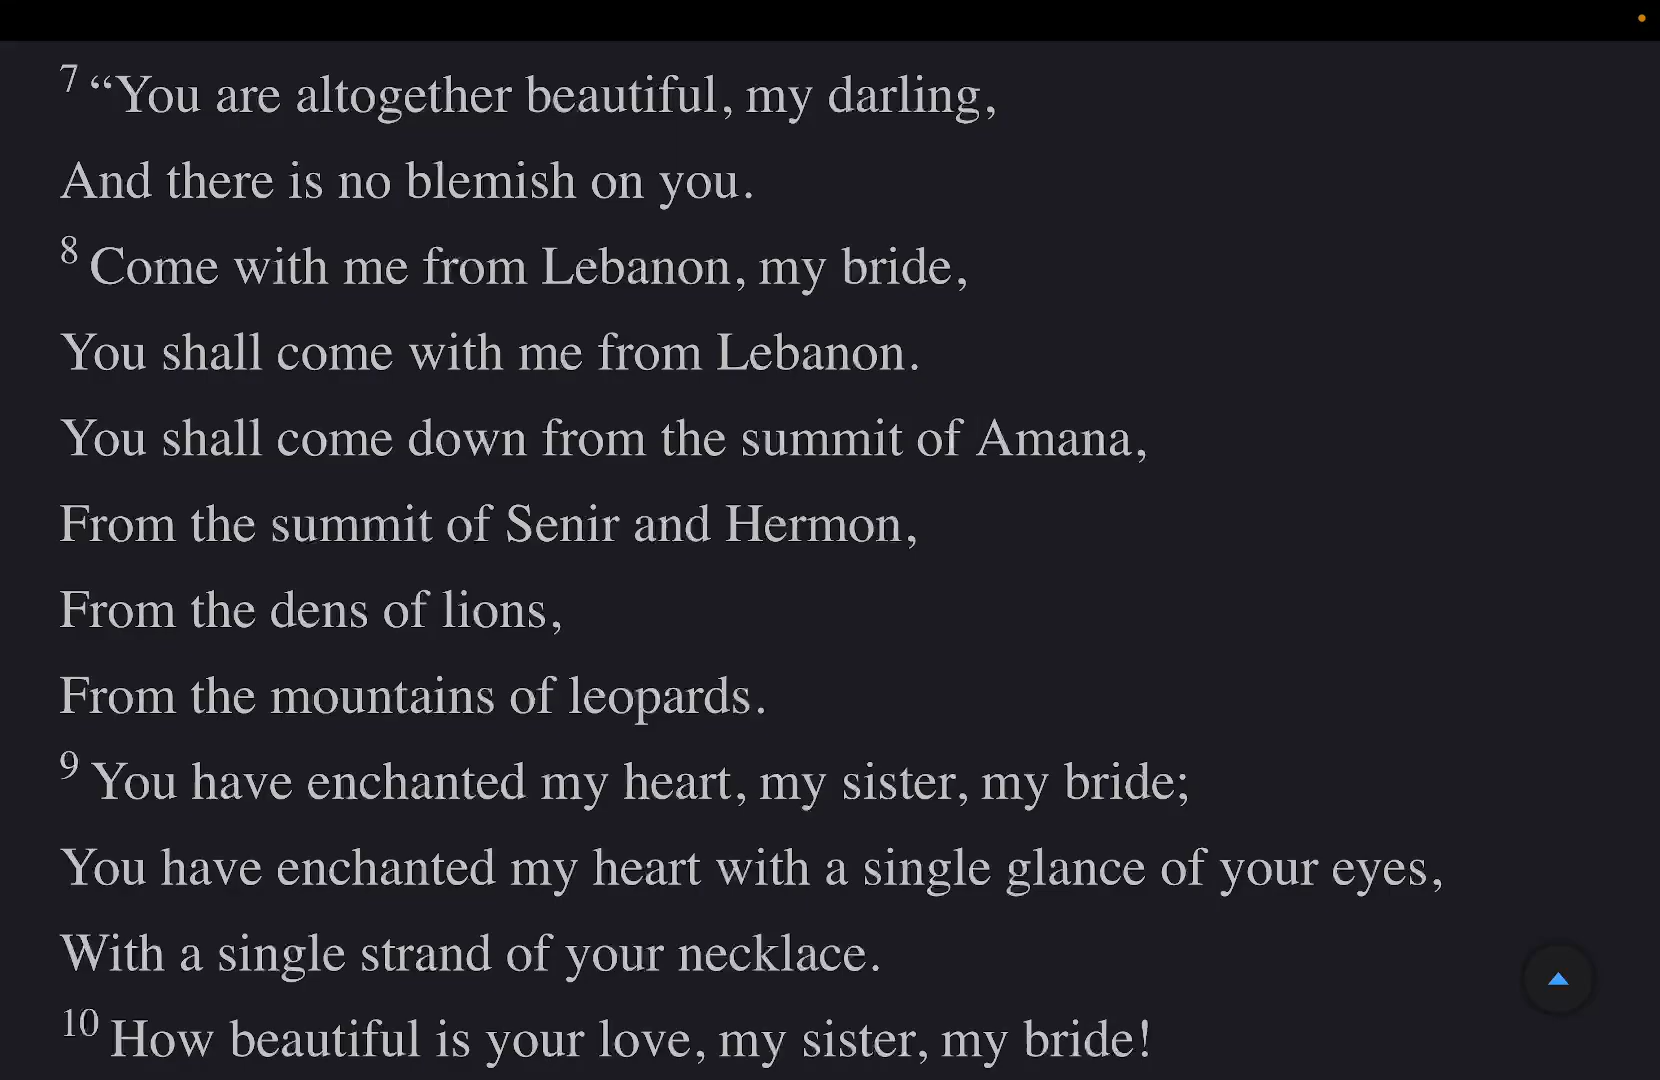 7 “You are altogether beautiful, my darling,
And there is no blemish on you.
8 Come with me from Lebanon, my bride,
You shall come with me from Lebanon.
You shall come down from the summit of Amana,
From the summit of Senir and Hermon,
From the dens of lions,
From the mountains of leopards.
9 You have enchanted my heart, my sister, my bride;
You have enchanted my heart with a single glance of your eyes,
With a single strand of your necklace.
10 How beautiful is your love, my sister, my bride!